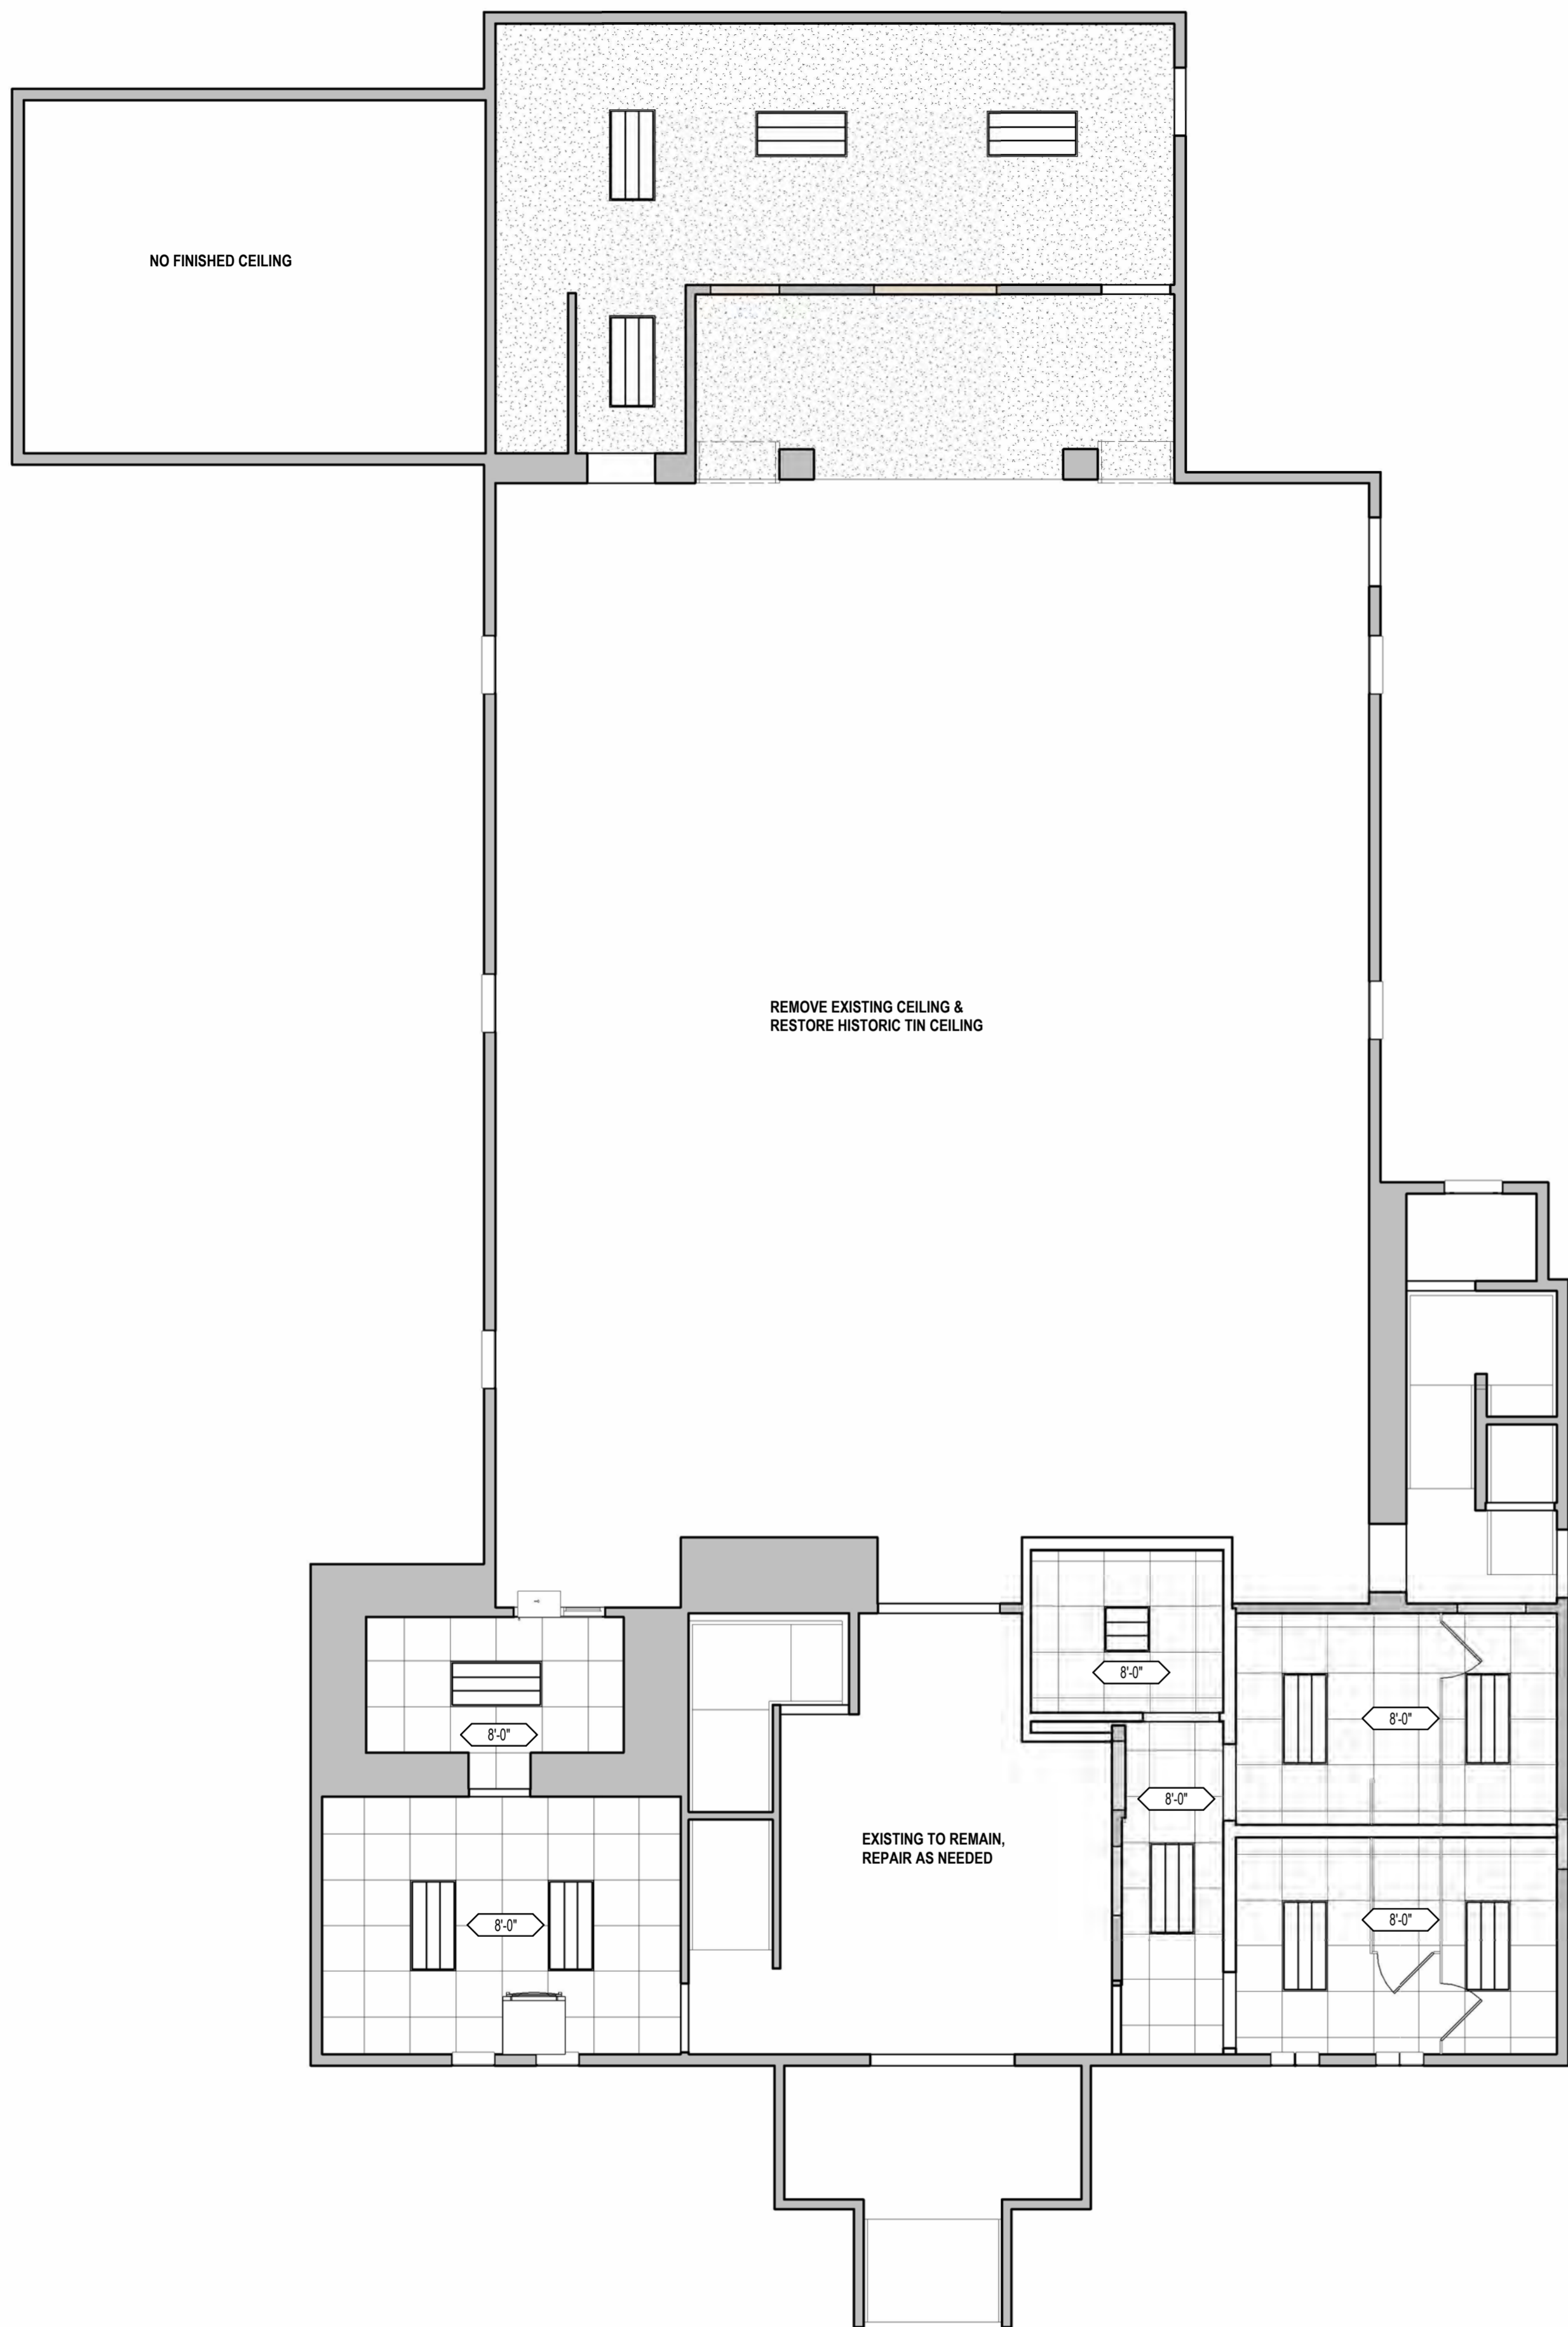 NO FINISHED CEILING
REMOVE EXISTING CEILING &
RESTORE HISTORIC TIN CEILING
8'-0"
8'-0"
8'-0"
8'-0"
EXISTING TO REMAIN,
REPAIR AS NEEDED
8'-0"
8'-0"